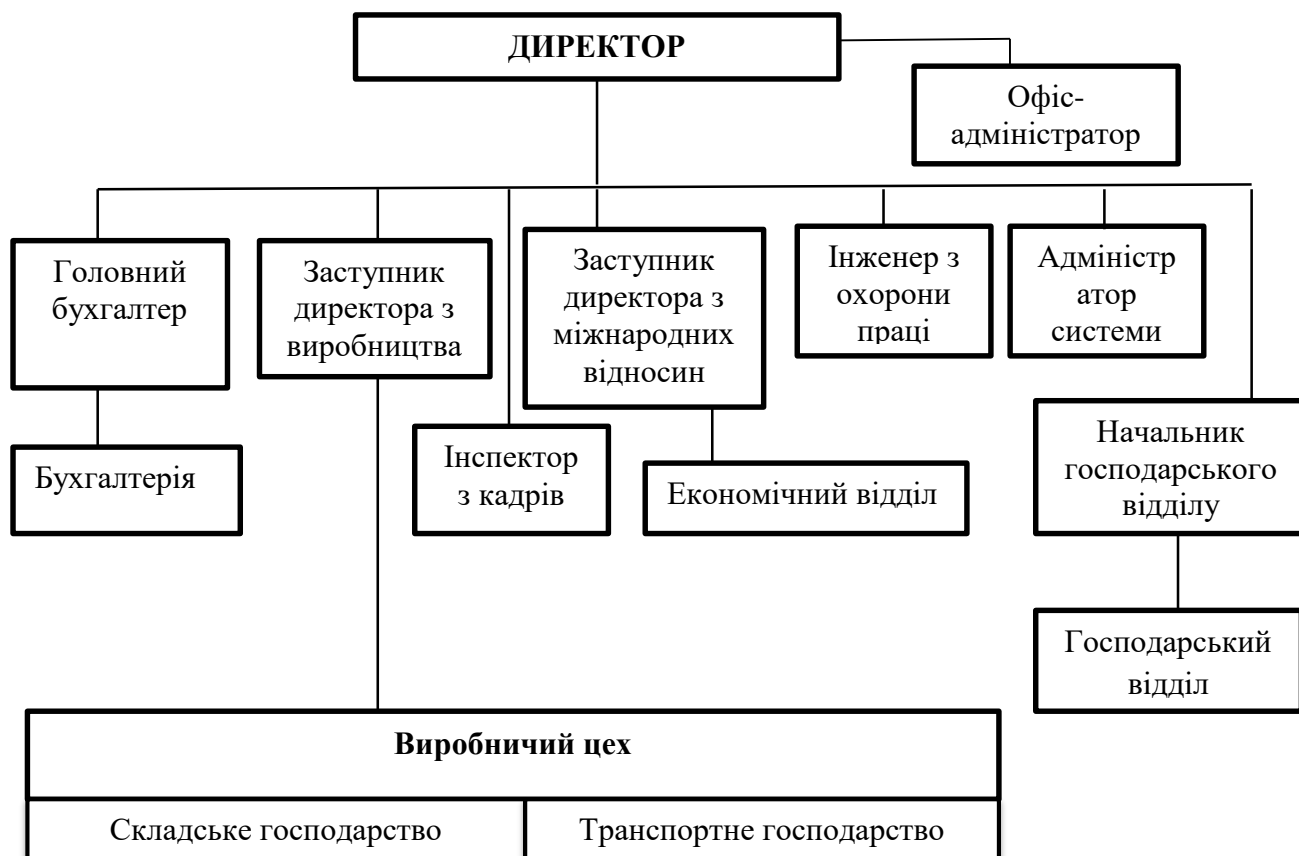 ДИРЕКТОР
Офіс-
адміністратор
Головний
бухгалтер
Заступник
директора з
виробництва
Заступник
директора з
міжнародних
відносин
Інженер з
охорони
праці
Адміністр
атор
системи
Бухгалтерія
Інспектор
з кадрів
Економічний відділ
Начальник
господарського
відділу
Господарський
відділ
Виробничий цех
Складське господарство
Транспортне господарство